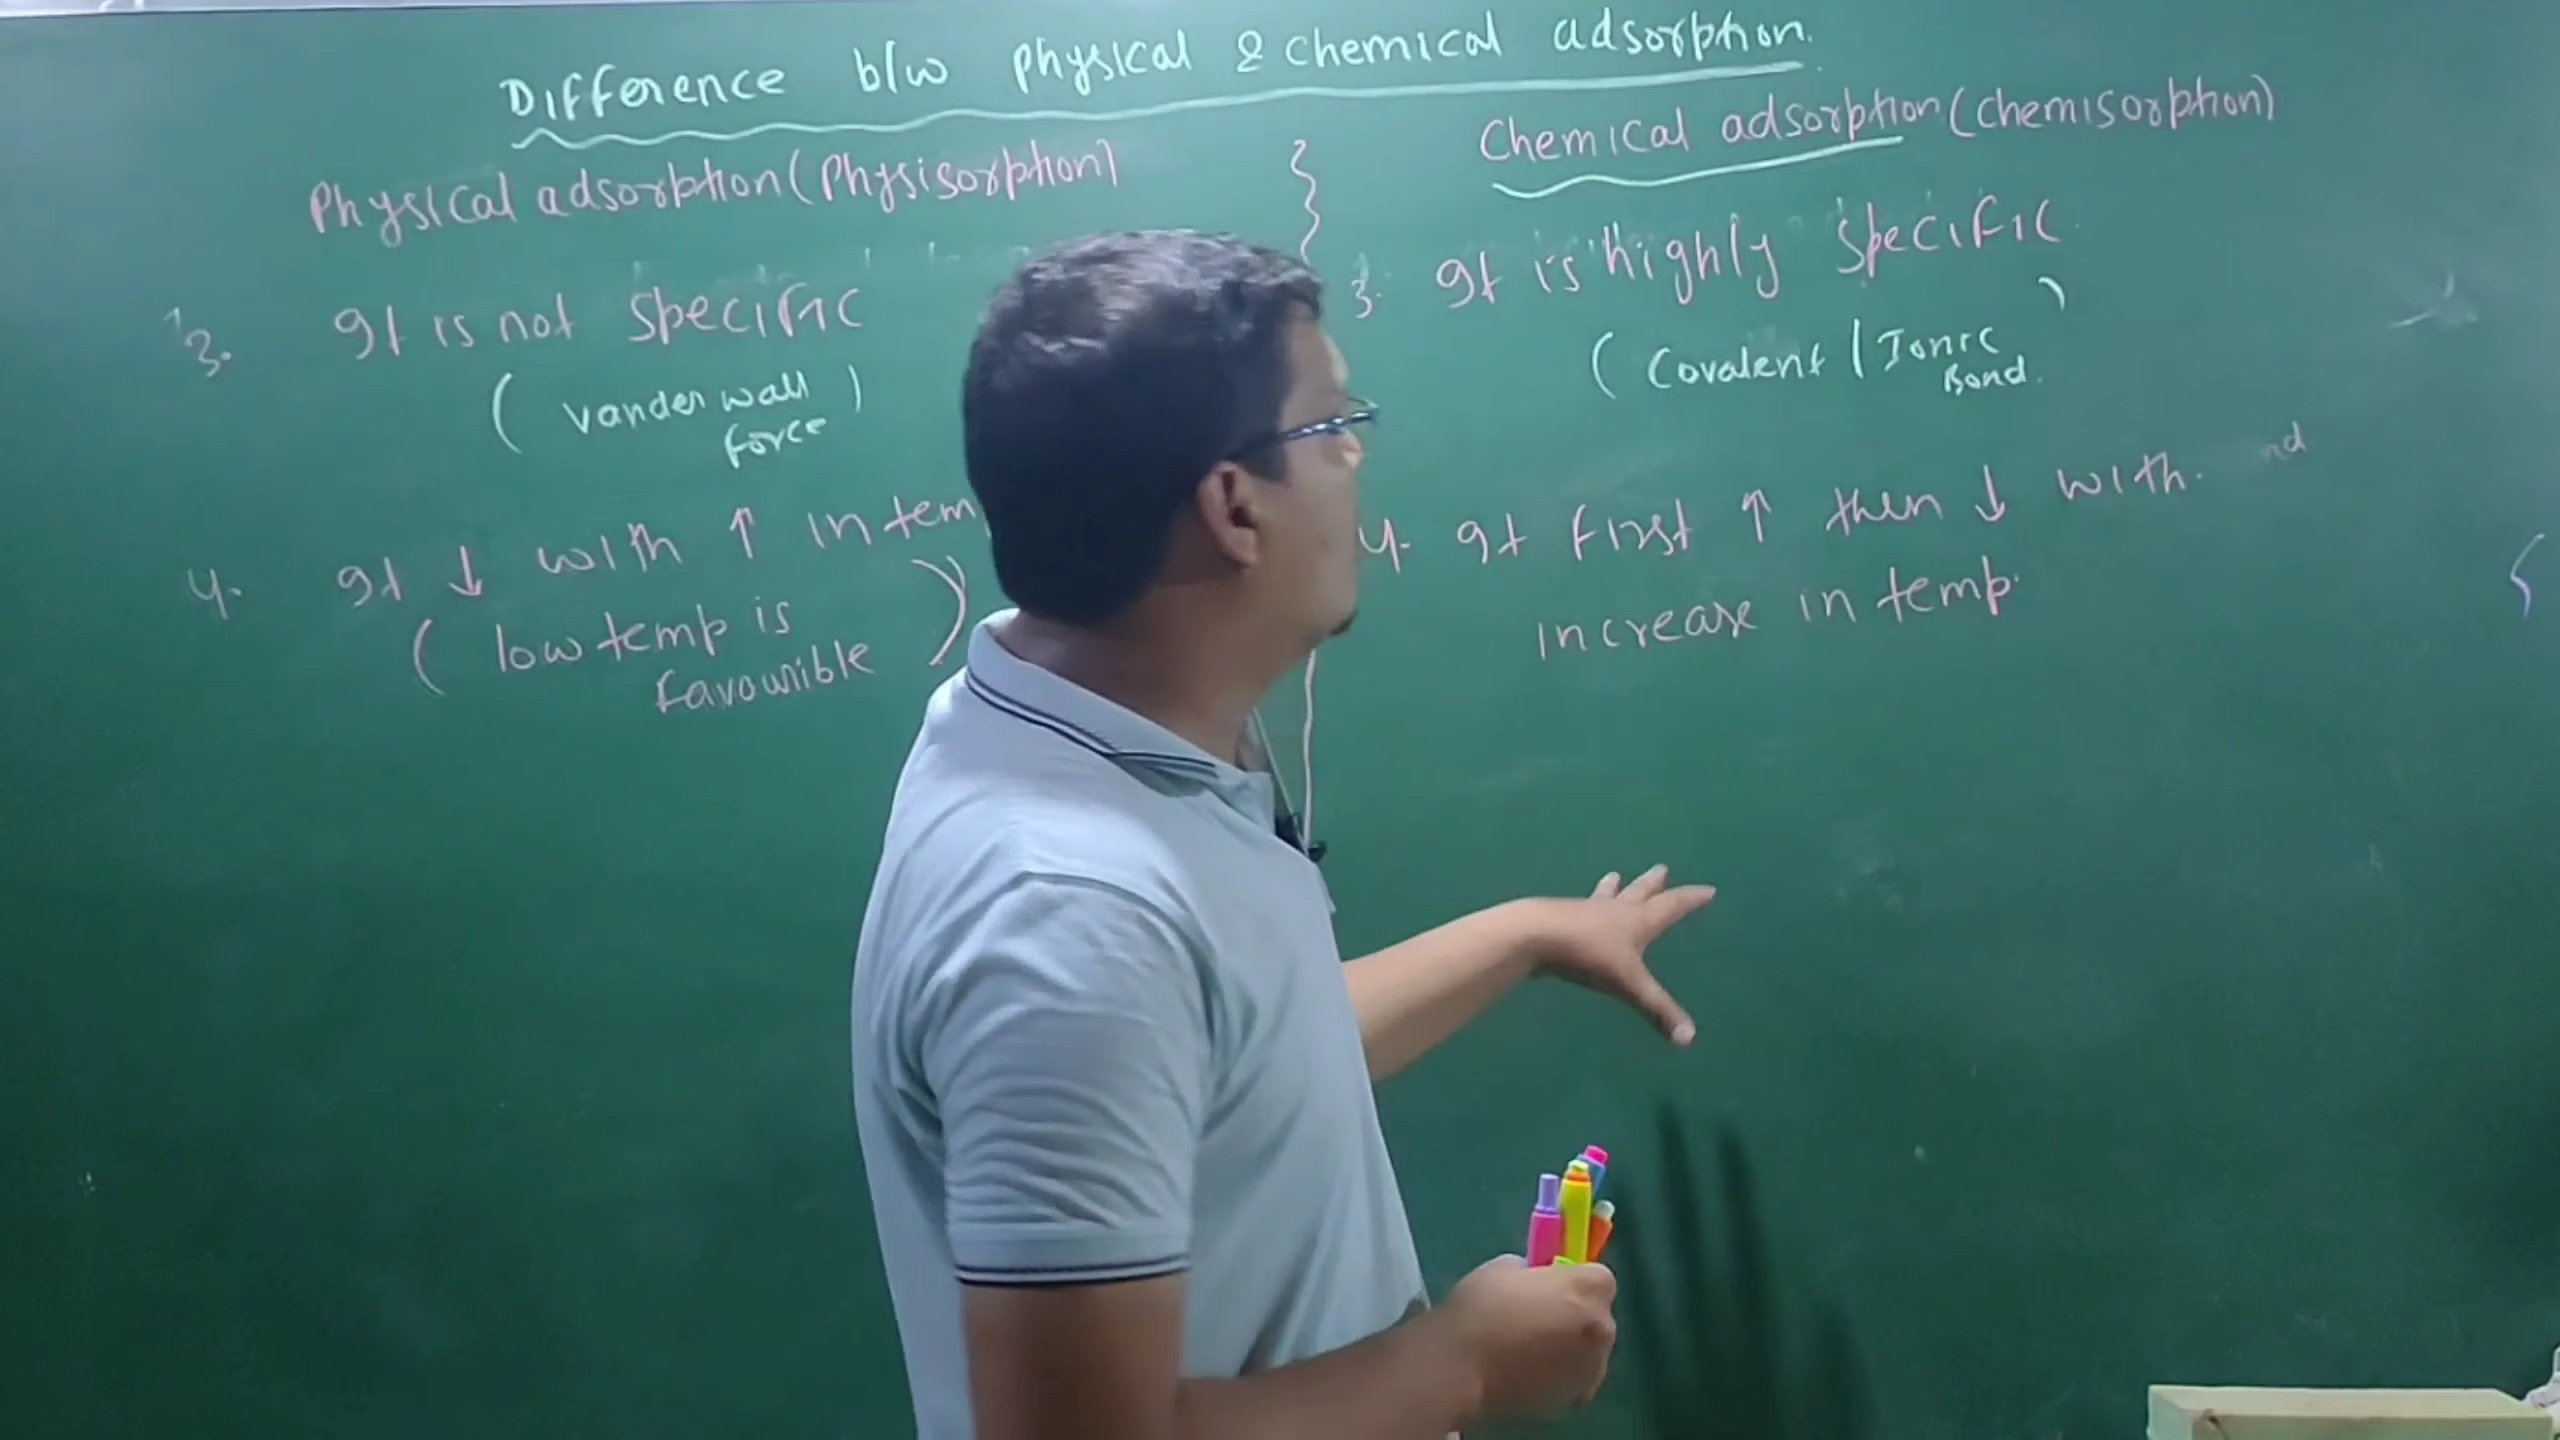 Difference b/w physical & chemical adsorption.
Physical adsorption (Physisorption)
3. It is not specific
( vander wall
force )
4. It ↓ with ↑ in tem
( low temp is
favourible )
Chemical adsorption (chemisorption)
3. It is highly specific
( Covalent / Ionic
Bond. )
4. It first ↑ then ↓ with.
increase in temp.
nd